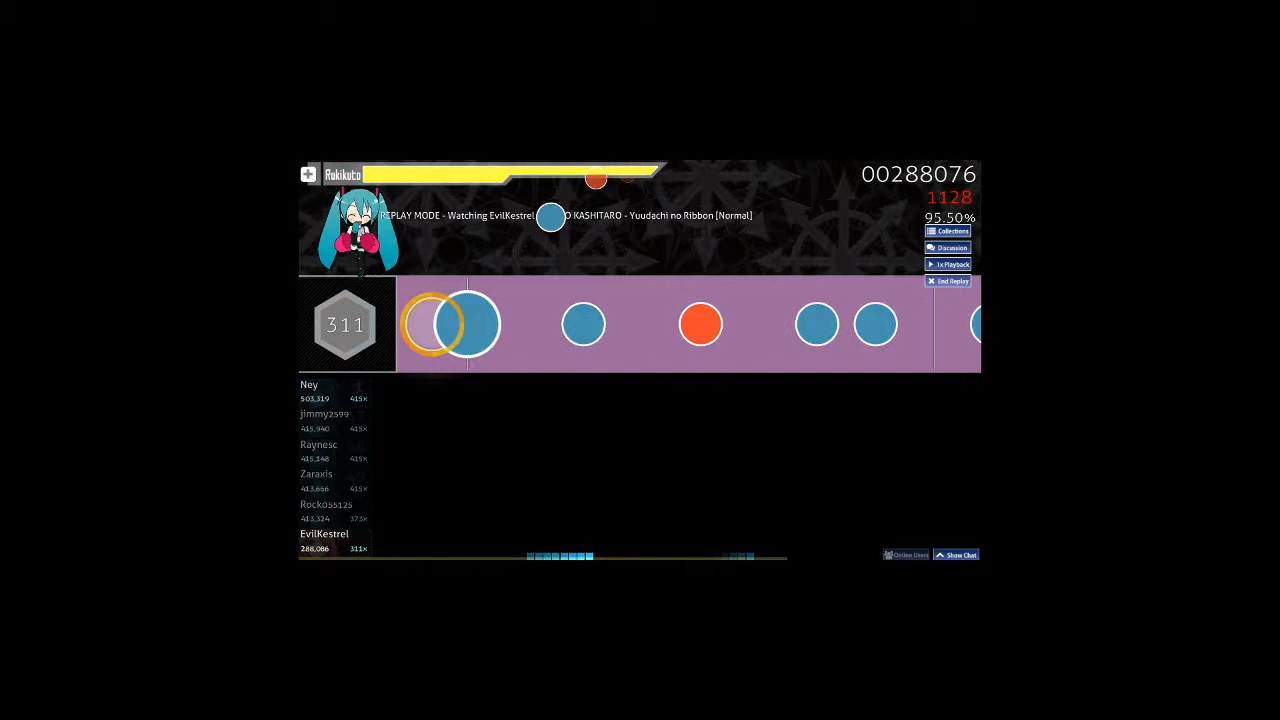 Rukikuto
00288076
1128
95.50%
REPLAY MODE - Watching EvilKestrel
O KASHITARO - Yuudachi no Ribbon [Normal]
Collections
Discussion
1x Playback
End Replay
311
Ney
503,319 415x
jimmy2599
415,940 415x
Raynesc
415,148 415x
Zaraxis
413,666 415x
Rocko55125
413,324 373x
EvilKestrel
288,086 311x
Online Users
Show Chat